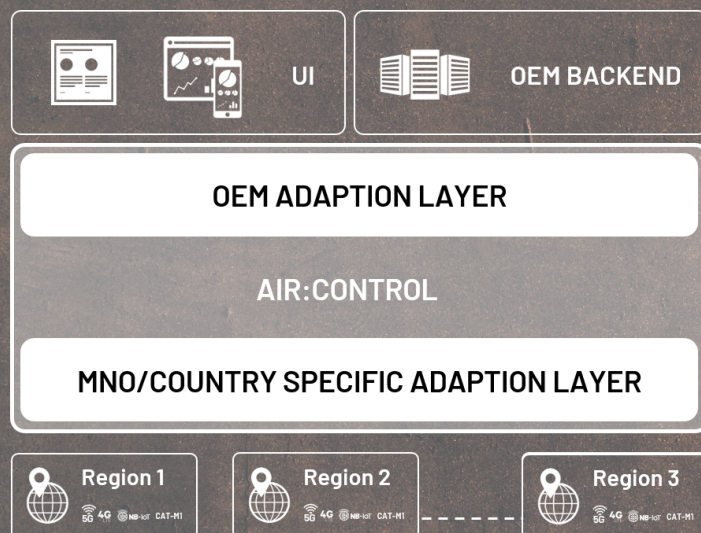 UI
OEM BACKEND
OEM ADAPTION LAYER
AIR:CONTROL
MNO/COUNTRY SPECIFIC ADAPTION LAYER
Region 1
5G 4G NB-IoT CAT-M1
Region 2
5G 4G NB-IoT CAT-M1
Region 3
5G 4G NB-IoT CAT-M1